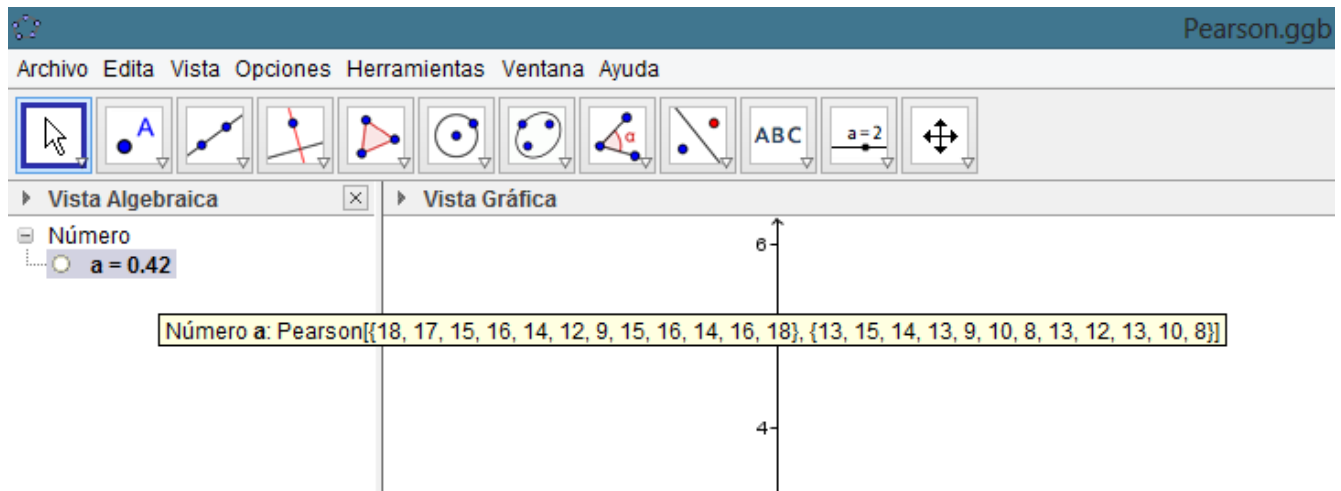 Pearson.ggb
Archivo Edita Vista Opciones Herramientas Ventana Ayuda
A
α
ABC
a=2
Vista Algebraica
Vista Gráfica
Número
a = 0.42
6
Número a: Pearson[{18, 17, 15, 16, 14, 12, 9, 15, 16, 14, 16, 18}, {13, 15, 14, 13, 9, 10, 8, 13, 12, 13, 10, 8}]
4